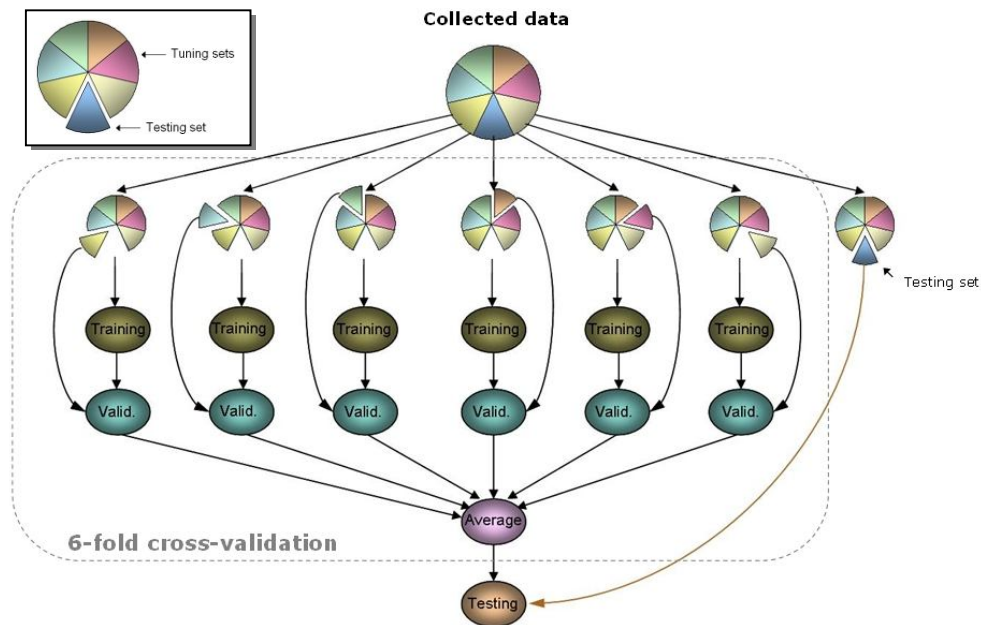 Collected data
Tuning sets
Testing set
Testing set
Training Training Training Training Training Training
Valid. Valid. Valid. Valid. Valid. Valid.
Average
6-fold cross-validation
Testing